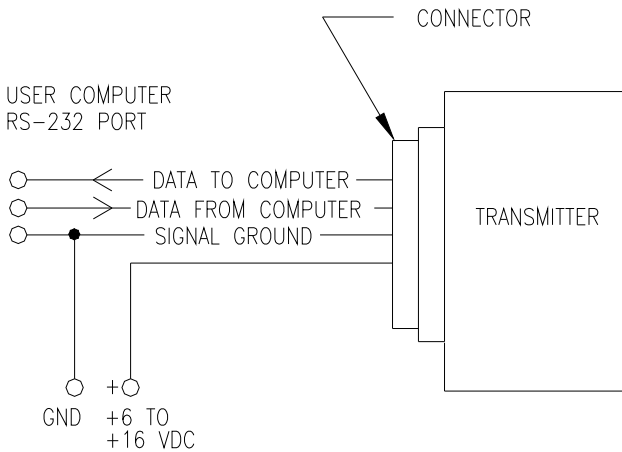 CONNECTOR
USER COMPUTER
RS-232 PORT
DATA TO COMPUTER
DATA FROM COMPUTER
SIGNAL GROUND
TRANSMITTER
+
GND
+6 TO
+16 VDC